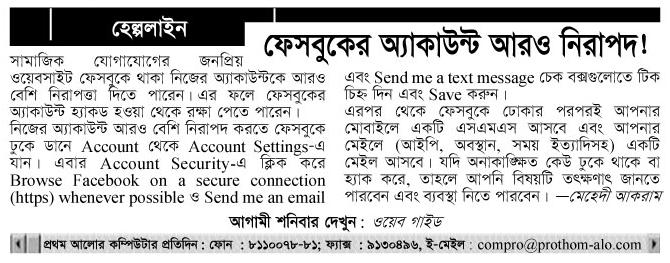 হেল্পলাইন
ফেসবুকের অ্যাকাউন্ট আরও নিরাপদ!
সামাজিক যোগাযোগের জনপ্রিয়
ওয়েবসাইট ফেসবুকে থাকা নিজের অ্যাকাউন্টকে আরও
বেশি নিরাপত্তা দিতে পারেন। এর ফলে ফেসবুকের
অ্যাকাউন্ট হ্যাকড হওয়া থেকে রক্ষা পেতে পারেন।
নিজের অ্যাকাউন্ট আরও বেশি নিরাপদ করতে ফেসবুকে
ঢুকে ডানে Account থেকে Account Settings-এ
যান। এবার Account Security-এ ক্লিক করে
Browse Facebook on a secure connection
(https) whenever possible ও Send me an email
এবং Send me a text message চেক বক্সগুলোতে টিক
চিহ্ন দিন এবং Save করুন।
এরপর থেকে ফেসবুকে ঢোকার পরপরই আপনার
মোবাইলে একটি এসএমএস আসবে এবং আপনার
মেইলে (আইপি, অবস্থান, সময় ইত্যাদিসহ) একটি
মেইল আসবে। যদি অনাকাঙ্ক্ষিত কেউ ঢুকে থাকে বা
হ্যাক করে, তাহলে আপনি বিষয়টি তৎক্ষণাৎ জানতে
পারবেন এবং ব্যবস্থা নিতে পারবেন। —মেহেদী আকরাম
আগামী শনিবার দেখুন : ওয়েব গাইড
প্রথম আলোর কম্পিউটার প্রতিদিন : ফোন : ৮১১০০৭৮-৮১; ফ্যাক্স : ৯১৩০৪৯৬, ই-মেইল : compro@prothom-alo.com